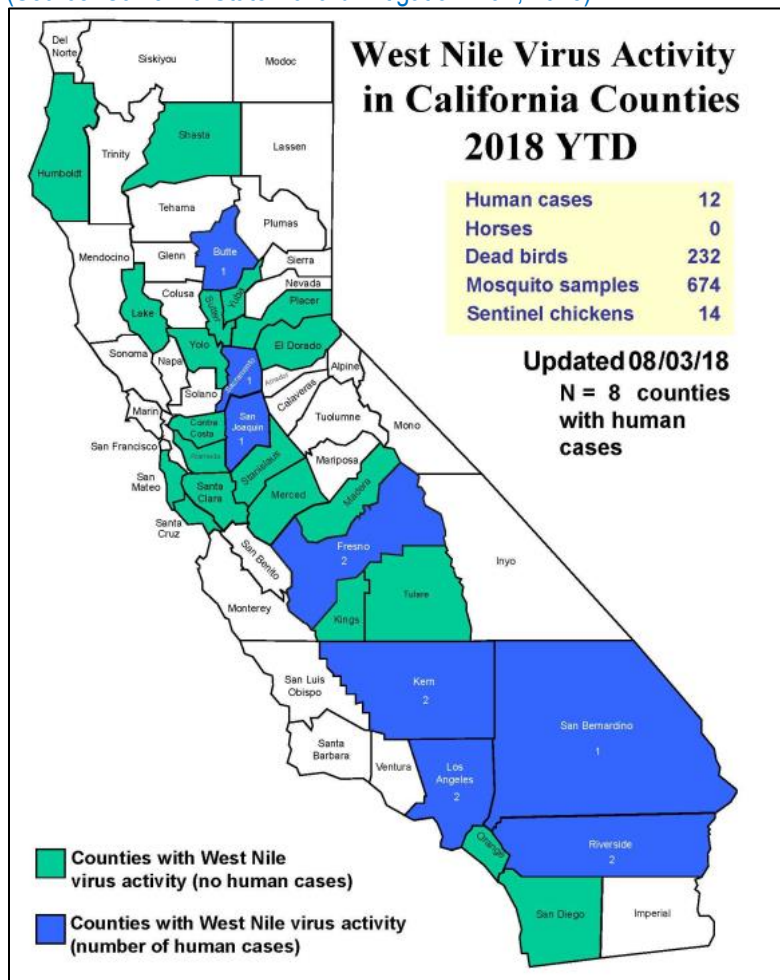 West Nile Virus Activity
in California Counties
2018 YTD
Human cases 12
Horses 0
Dead birds 232
Mosquito samples 674
Sentinel chickens 14
Updated 08/03/18
N = 8 counties
with human
cases
Del
Norte
Siskiyou
Modoc
Humboldt
Trinity
Shasta
Lassen
Tehama
Plumas
Mendocino
Glenn
Butte
1
Sierra
Nevada
Lake
Colusa
Sutter
Yuba
Placer
El Dorado
Sonoma
Napa
Yolo
Sacramento
1
Amador
Alpine
Solano
Calaveras
Marin
Contra
Costa
San
Joaquin
1
Tuolumne
Mono
San Francisco
Alameda
Stanislaus
Mariposa
San
Mateo
Santa
Clara
Merced
Madera
Santa
Cruz
San Benito
Fresno
2
Inyo
Monterey
Kings
Tulare
San Luis
Obispo
Kern
2
San Bernardino
1
Santa
Barbara
Ventura
Los
Angeles
2
Orange
Riverside
2
San Diego
Imperial
Counties with West Nile
virus activity (no human cases)
Counties with West Nile virus activity
(number of human cases)